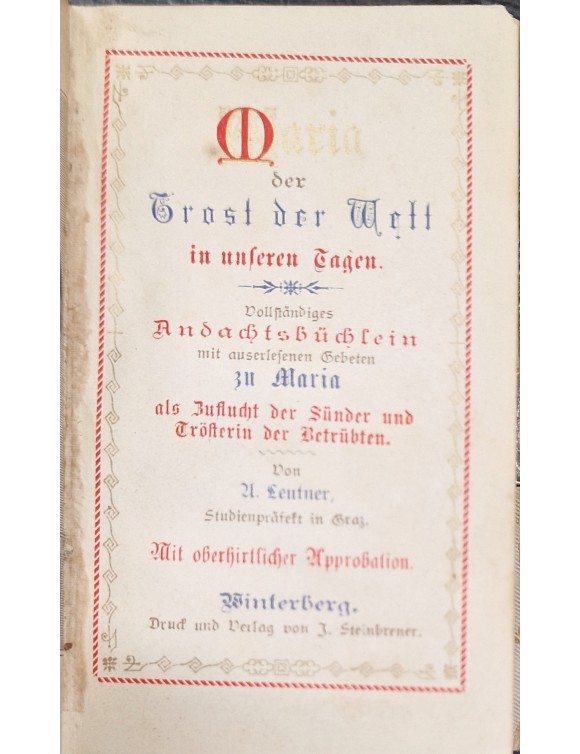 Maria
der
Trost der Welt
in unseren Tagen.
Vollständiges
Andachtsbüchlein
mit auserlesenen Gebeten
zu Maria
als Zuflucht der Sünder und
Trösterin der Betrübten.
Von
A. Leutner,
Studienpräfekt in Graz.
Mit oberhirtlicher Approbation.
Winterberg.
Druck und Verlag von J. Steinbrener.